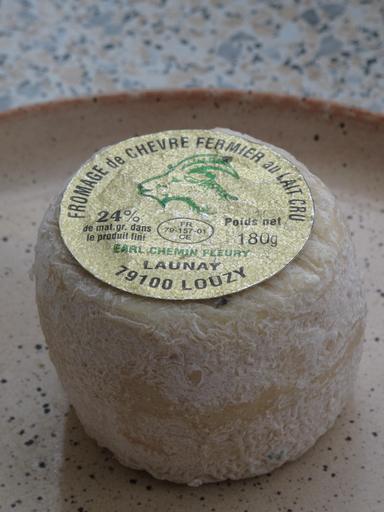 FROMAGE de CHEVRE FERMIER au LAIT CRU
24%
de mat.gr. dans
le produit fini
FR
79-157-01
CE
Poids net
180g
EARL CHEMIN FLEURY
LAUNAY
79100 LOUZY